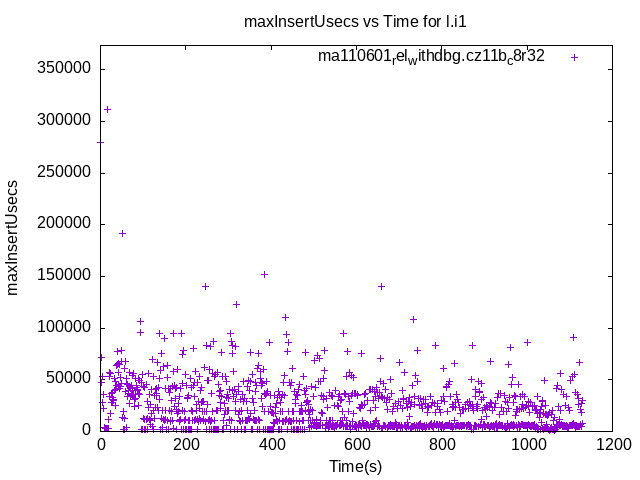 maxInsertUsecs vs Time for l.i1
ma110601_rel_withdbg.cz11b_c8r32
350000
300000
250000
200000
150000
100000
50000
0
maxInsertUsecs
0 200 400 600 800 1000 1200
Time(s)